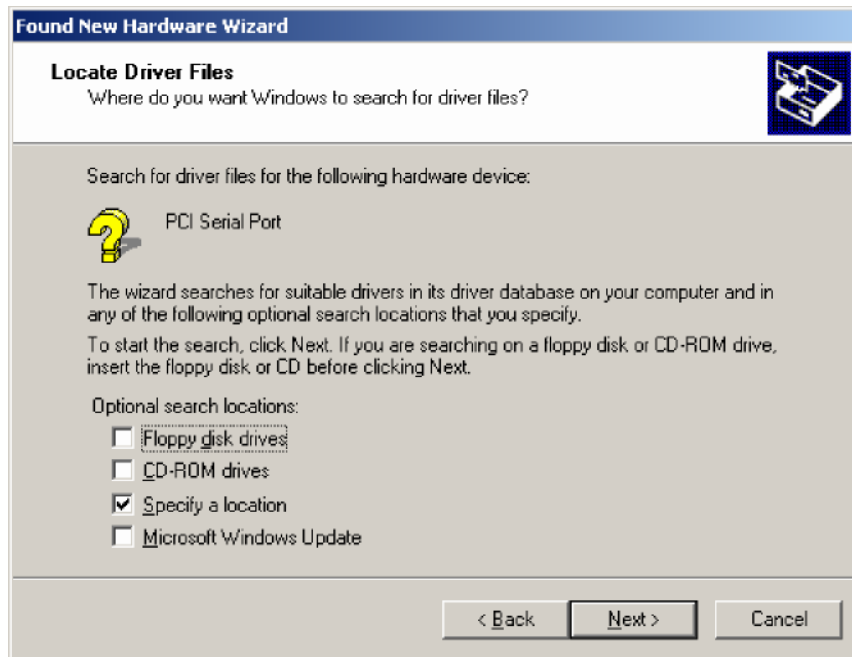 Found New Hardware Wizard
Locate Driver Files
Where do you want Windows to search for driver files?
Search for driver files for the following hardware device:
PCI Serial Port
The wizard searches for suitable drivers in its driver database on your computer and in
any of the following optional search locations that you specify.
To start the search, click Next. If you are searching on a floppy disk or CD-ROM drive,
insert the floppy disk or CD before clicking Next.
Optional search locations:
Floppy disk drives
CD-ROM drives
Specify a location
Microsoft Windows Update
< Back Next > Cancel